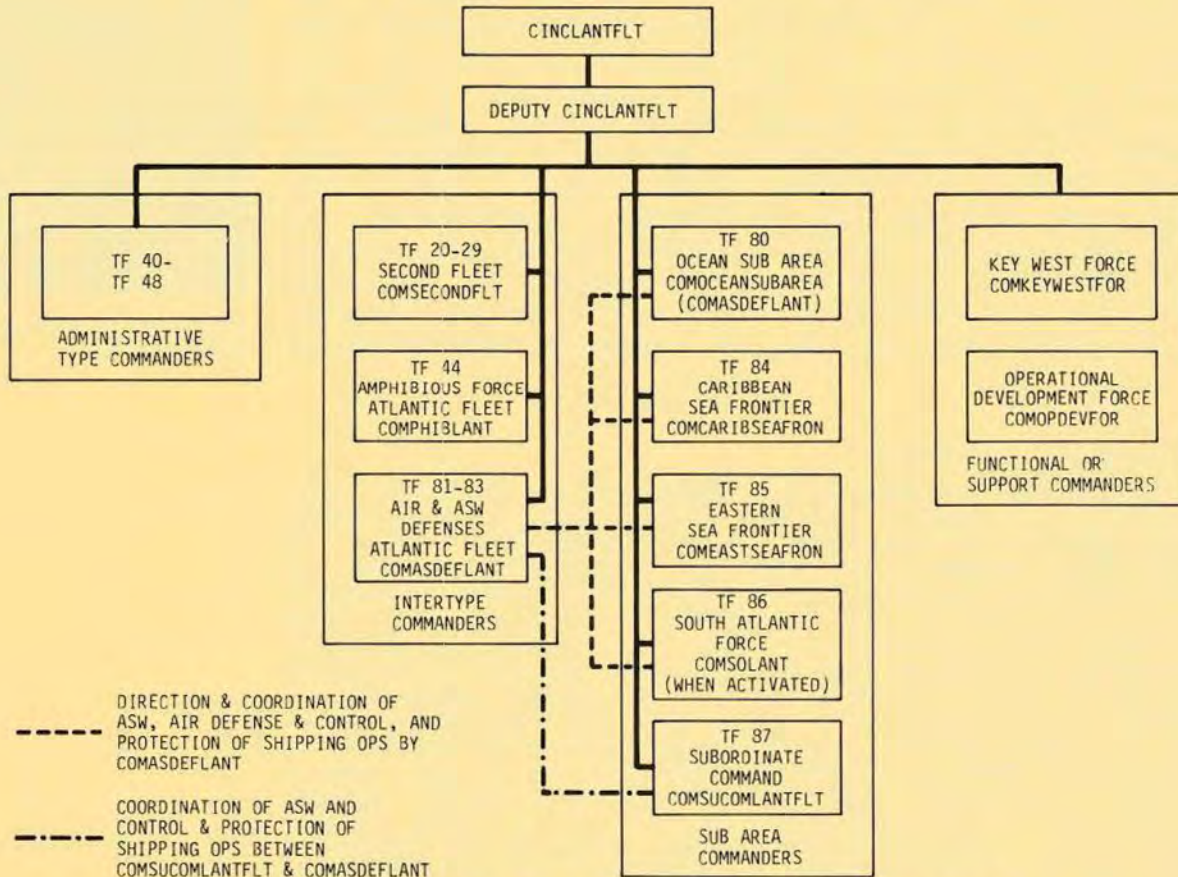 CINCLANTFLT
DEPUTY CINCLANTFLT
TF 40-
TF 48
ADMINISTRATIVE
TYPE COMMANDERS
TF 20-29
SECOND FLEET
COMSECONDFLT
TF 44
AMPHIBIOUS FORCE
ATLANTIC FLEET
COMPHIBLANT
TF 81-83
AIR & ASW
DEFENSES
ATLANTIC FLEET
COMASDEFLANT
INTERTYPE
COMMANDERS
TF 80
OCEAN SUB AREA
COMOCEANSUBAREA
(COMASDEFLANT)
TF 84
CARIBBEAN
SEA FRONTIER
COMCARIBSEAFRON
TF 85
EASTERN
SEA FRONTIER
COMEASTSEAFRON
TF 86
SOUTH ATLANTIC
FORCE
COMSOLANT
(WHEN ACTIVATED)
TF 87
SUBORDINATE
COMMAND
COMSUCOMLANTFLT
SUB AREA
COMMANDERS
KEY WEST FORCE
COMKEYWESTFOR
OPERATIONAL
DEVELOPMENT FORCE
COMOPDEVFOR
FUNCTIONAL OR
SUPPORT COMMANDERS
DIRECTION & COORDINATION OF
ASW, AIR DEFENSE & CONTROL, AND
PROTECTION OF SHIPPING OPS BY
COMASDEFLANT
COORDINATION OF ASW AND
CONTROL & PROTECTION OF
SHIPPING OPS BETWEEN
COMSUCOMLANTFLT & COMASDEFLANT